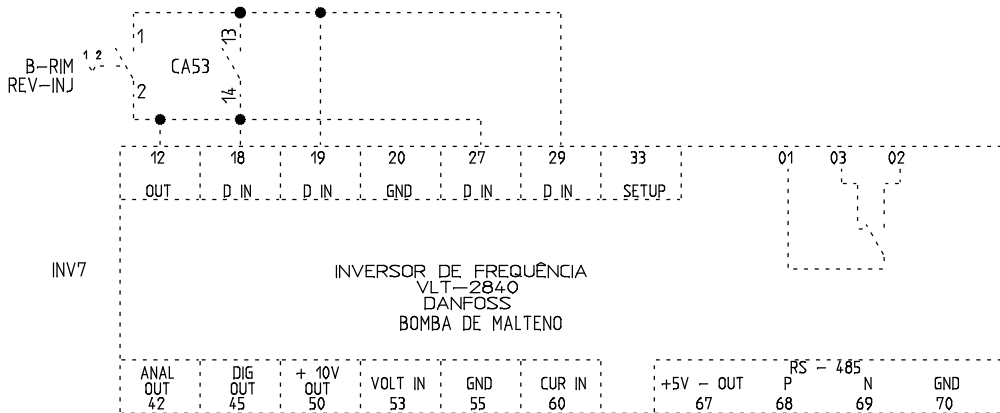 1
13
1 2
B-RIM
REV-INJ
CA53
2
14
12 18 19 20 27 29 33 01 03 02
OUT D IN D IN GND D IN D IN SETUP
INV7
INVERSOR DE FREQUÊNCIA
VLT-2840
DANFOSS
BOMBA DE MALTENO
RS - 485
ANAL OUT 42
DIG OUT 45
+ 10V OUT 50
VOLT IN 53
GND 55
CUR IN 60
+5V - OUT 67
P 68
N 69
GND 70